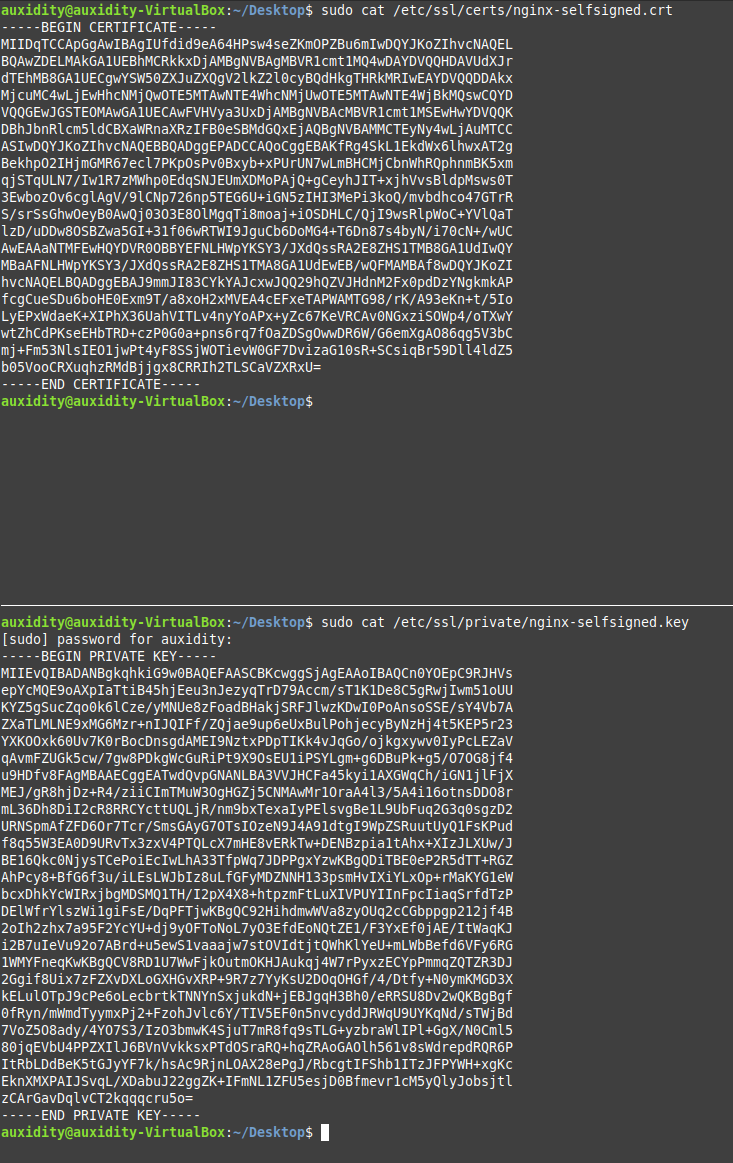 auxidity@auxidity-VirtualBox:~/Desktop$ sudo cat /etc/ssl/certs/nginx-selfsigned.crt
-----BEGIN CERTIFICATE-----
MIIDqTCCApGgAwIBAgIUfdid9eA64HPsw4seZKmOPZBu6mIwDQYJKoZIhvcNAQEL
BQAwZDELMAkGA1UEBhMCRkkxDjAMBgNVBAgMBVR1cmt1MQ4wDAYDVQQHDAVUdXJr
dTEhMB8GA1UECgwYSW50ZXJuZXQgV2lkZ2l0cyBQdHkgTHRkMRIwEAYDVQQDDAkx
MjcuMC4wLjEwHhcNMjQwOTE5MTAwNTE4WhcNMjUwOTE5MTAwNTE4WjBkMQswCQYD
VQQGEwJGSTEOMAwGA1UECAwFVHVya3UxDjAMBgNVBAcMBVR1cmt1MSEwHwYDVQQK
DBhJbnRlcm5ldCBXaWRnaXRzIFB0eSBMdGQxEjAQBgNVBAMMCTEyNy4wLjAuMTCC
ASIwDQYJKoZIhvcNAQEBBQADggEPADCCAQoCggEBAKfRg4SkL1EkdWx6lhwxAT2g
BekhpO2IHjmGMR67ecl7PKpOsPv0Bxyb+xPUrUN7wLmBHCMjCbnWhRQphnmBK5xm
qjSTqULN7/Iw1R7zMWhp0EdqSNJEUmXDMoPAjQ+gCeyhJIT+xjhVvsBldpMsws0T
3EwbozOv6cglAgV/9lCNp726np5TEG6U+iGN5zIHI3MePi3koQ/mvbdhco47GTrR
S/srSsGhwOeyB0AwQj03O3E8OlMgqTi8moaj+iOSDHLC/QjI9wsRlpWoC+YVlQaT
lzD/uDDw8OSBZwa5GI+31f06wRTWI9JguCb6DoMG4+T6Dn87s4byN/i70cN+/wUC
AwEAAaNTMFEwHQYDVR0OBBYEFNLHWpYKSY3/JXdQssRA2E8ZHS1TMB8GA1UdIwQY
MBaAFNLHWpYKSY3/JXdQssRA2E8ZHS1TMA8GA1UdEwEB/wQFMAMBAf8wDQYJKoZI
hvcNAQELBQADggEBAJ9mmJI83CYkYAJcxwJQQ29hQZVJHdnM2Fx0pdDzYNgkmkAP
fcgCueSDu6boHE0Exm9T/a8xoH2xMVEA4cEFxeTAPWAMTG98/rK/A93eKn+t/5Io
LyEPxWdaeK+XIPhX36UahVITLv4nyYoAPx+yZc67KeVRCAv0NGxziSOWp4/oTXwY
wtZhCdPKseEHbTRD+czP0G0a+pns6rq7fOaZDSgOwwDR6W/G6emXgAO86qg5V3bC
mj+Fm53NlsIEO1jwPt4yF8SSjWOTievW0GF7DvizaG10sR+SCsiqBr59Dll4ldZ5
b05VooCRXuqhzRMdBjjgx8CRRIh2TLSCaVZXRxU=
-----END CERTIFICATE-----
auxidity@auxidity-VirtualBox:~/Desktop$
auxidity@auxidity-VirtualBox:~/Desktop$ sudo cat /etc/ssl/private/nginx-selfsigned.key
[sudo] password for auxidity:
-----BEGIN PRIVATE KEY-----
MIIEvQIBADANBgkqhkiG9w0BAQEFAASCBKcwggSjAgEAAoIBAQCn0YOEpC9RJHVs
epYcMQE9oAXpIaTtiB45hjEeu3nJezyqTrD79Accm/sT1K1De8C5gRwjIwm51oUU
KYZ5gSucZqo0k6lCze/yMNUe8zFoadBHakjSRFJlwzKDwI0PoAnsoSSE/sY4Vb7A
ZXaTLMLNE9xMG6Mzr+nIJQIFf/ZQjae9up6eUxBulPohjecyByNzHj4t5KEP5r23
YXKOOxk60Uv7K0rBocDnsgdAMEI9NztxPDpTIKk4vJqGo/ojkgxywv0IyPcLEZaV
qAvmFZUGk5cw/7gw8PDkgWcGuRiPt9X9OsEU1iPSYLgm+g6DBuPk+g5/O7OG8jf4
u9HDfv8FAgMBAAECggEATwdQvpGNANLBA3VVJHCFa45kyi1AXGWqCh/iGN1jlFjX
MEJ/gR8hjDz+R4/ziiCImTMuW3OgHGZj5CNMAwMr1OraA4l3/5A4i16otnsDDO8r
mL36Dh8DiI2cR8RRCYcttUQLjR/nm9bxTexaIyPElsvgBe1L9UbFuq2G3q0sgzD2
URNSpmAfZFD6Or7Tcr/SmsGAyG7OTsIOzeN9J4A91dtgI9WpZSRuutUyQ1FsKPud
f8q55W3EA0D9URvTx3zxV4PTQLcX7mHE8vERkTw+DENBzpia1tAhx+XIzJLXUw/J
BE16Qkc0NjysTCePoiEcIwLhA33TfpWq7JDPPgxYzwKBgQDiTBE0eP2R5dTT+RGZ
AhPcy8+BfG6f3u/iLEsLWJbIz8uLfGFyMDZNNH133psmHvIXiYLxOp+rMaKYG1eW
bcxDhkYcWIRxjbgMDSMQ1TH/I2pX4X8+htpzmFtLuXIVPUYIInFpcIiaqSrfdTzP
DElWfrYlszWi1giFsE/DqPFTjwKBgQC92HihdmwWVa8zyOUq2cCGbppgp212jf4B
2oIh2zhx7a95F2YcYU+dj9yOFToNoL7yO3EfdEoNQtZE1/F3YxEf0jAE/ItWaqKJ
i2B7uIeVu92o7ABrd+u5ewS1vaaajw7stOVIdtjtQWhKlYeU+mLWbBefd6VFy6RG
1WMYFneqKwKBgQCV8RD1U7WwFjkOutmOKHJAukqj4W7rPyxzECYpPmmqZQTZR3DJ
2Ggif8Uix7zFZXvDXLoGXHGvXRP+9R7z7YyKsU2DOqOHGf/4/Dtfy+N0ymKMGD3X
kELulOTpJ9cPe6oLecbrtkTNNYnSxjukdN+jEBJgqH3Bh0/eRRSU8Dv2wQKBgBgf
0fRyn/mWmdTyymxPj2+FzohJvlc6Y/TIV5EF0n5nvcyddJRWqU9UYKqNd/sTWjBd
7VoZ5O8ady/4YO7S3/IzO3bmwK4SjuT7mR8fq9sTLG+yzbraWlIPl+GgX/N0Cml5
80jqEVbU4PPZXIlJ6BVnVvkksxPTdOSraRQ+hqZRAoGAOlh561v8sWdrepdRQR6P
ItRbLDdBeK5tGJyYF7k/hsAc9RjnLOAX28ePgJ/RbcgtIFShb1ITzJFPYWH+xgKc
EknXMXPAIJSvqL/XDabuJ22ggZK+IFmNL1ZFU5esjD0Bfmevr1cM5yQlyJobsjtl
zCArGavDqlvCT2kqqqcru5o=
-----END PRIVATE KEY-----
auxidity@auxidity-VirtualBox:~/Desktop$